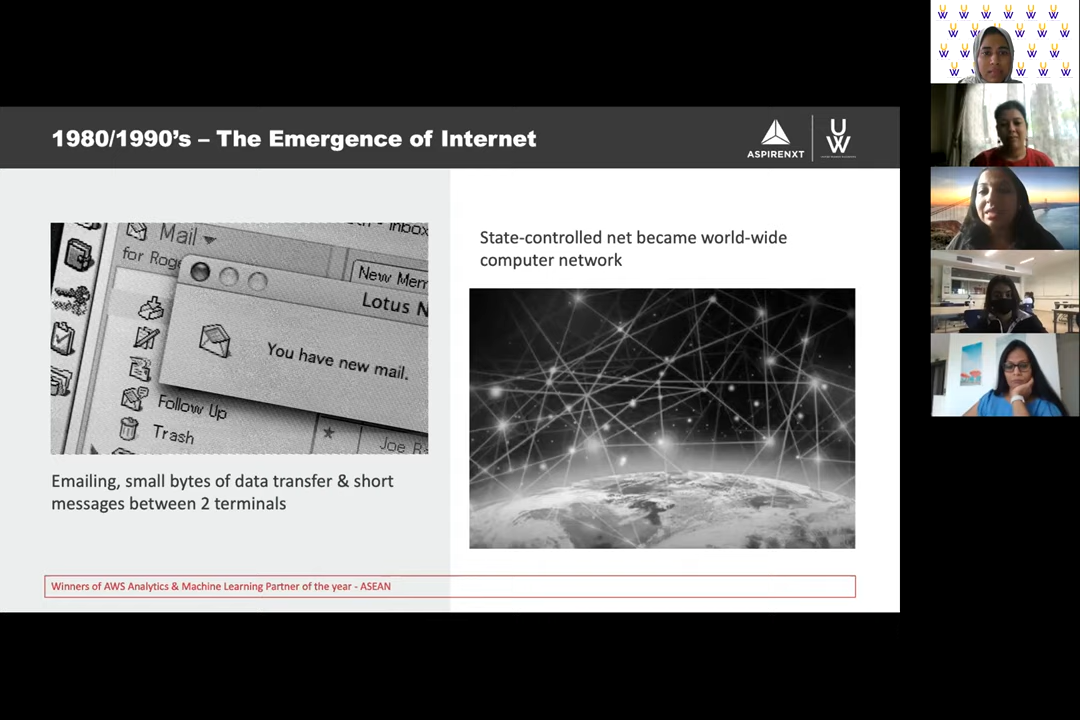 1980/1990's – The Emergence of Internet
ASPIRENXT
UW
Mail
for Rog
Inbox
New Mem
Lotus N
You have new mail.
Follow Up
Trash
Joe R
Emailing, small bytes of data transfer & short
messages between 2 terminals
State-controlled net became world-wide
computer network
Winners of AWS Analytics & Machine Learning Partner of the year - ASEAN